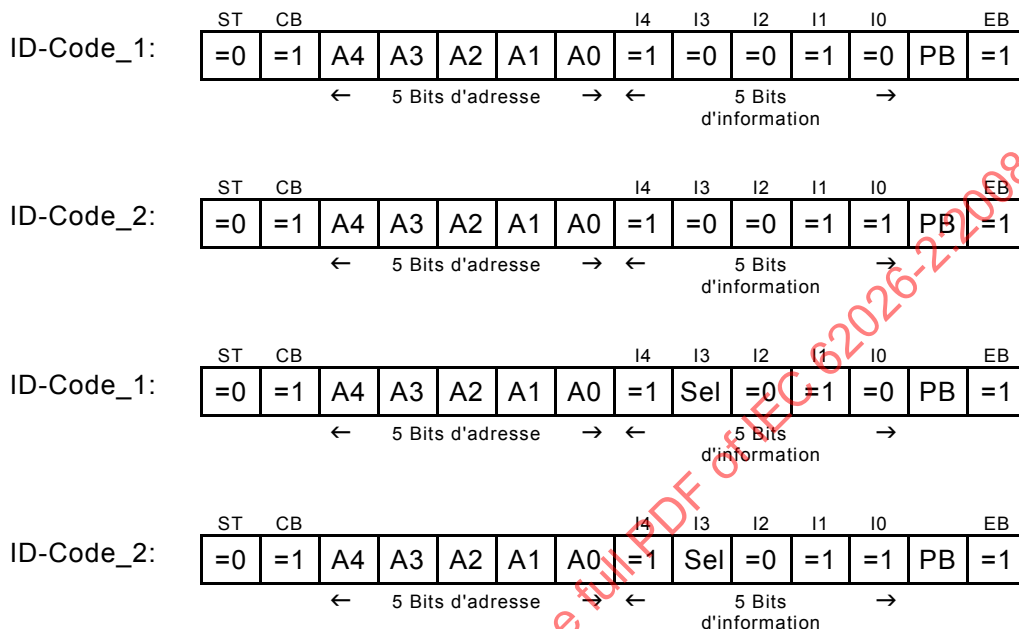 ST CB I4 I3 I2 I1 I0 EB
ID-Code_1: =0 =1 A4 A3 A2 A1 A0 =1 =0 =0 =1 =0 PB =1
← 5 Bits d'adresse → ← 5 Bits →
d'information
ST CB I4 I3 I2 I1 I0 EB
ID-Code_2: =0 =1 A4 A3 A2 A1 A0 =1 =0 =0 =1 =1 PB =1
← 5 Bits d'adresse → ← 5 Bits →
d'information
ST CB I4 I3 I2 I1 I0 EB
ID-Code_1: =0 =1 A4 A3 A2 A1 A0 =1 Sel =0 =1 =0 PB =1
← 5 Bits d'adresse → ← 5 Bits →
d'information
ST CB I4 I3 I2 I1 I0 EB
ID-Code_2: =0 =1 A4 A3 A2 A1 A0 =1 Sel =0 =1 =1 PB =1
← 5 Bits d'adresse → ← 5 Bits →
d'information
full PDF of IEC 62026-2:2008